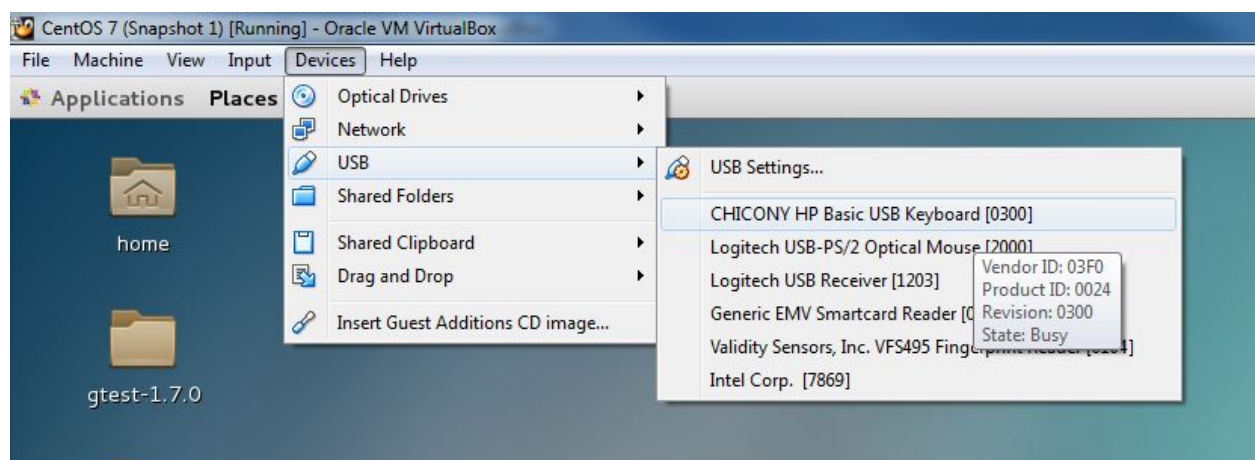 CentOS 7 (Snapshot 1) [Running] - Oracle VM VirtualBox
File Machine View Input Devices Help
Applications Places
Optical Drives
Network
USB
Shared Folders
Shared Clipboard
Drag and Drop
Insert Guest Additions CD image...
USB Settings...
CHICONY HP Basic USB Keyboard [0300]
Logitech USB-PS/2 Optical Mouse [2000]
Logitech USB Receiver [1203]
Generic EMV Smartcard Reader
Validity Sensors, Inc. VFS495 Fingerprint Reader
Intel Corp. [7869]
Vendor ID: 03F0
Product ID: 0024
Revision: 0300
State: Busy
home
gtest-1.7.0